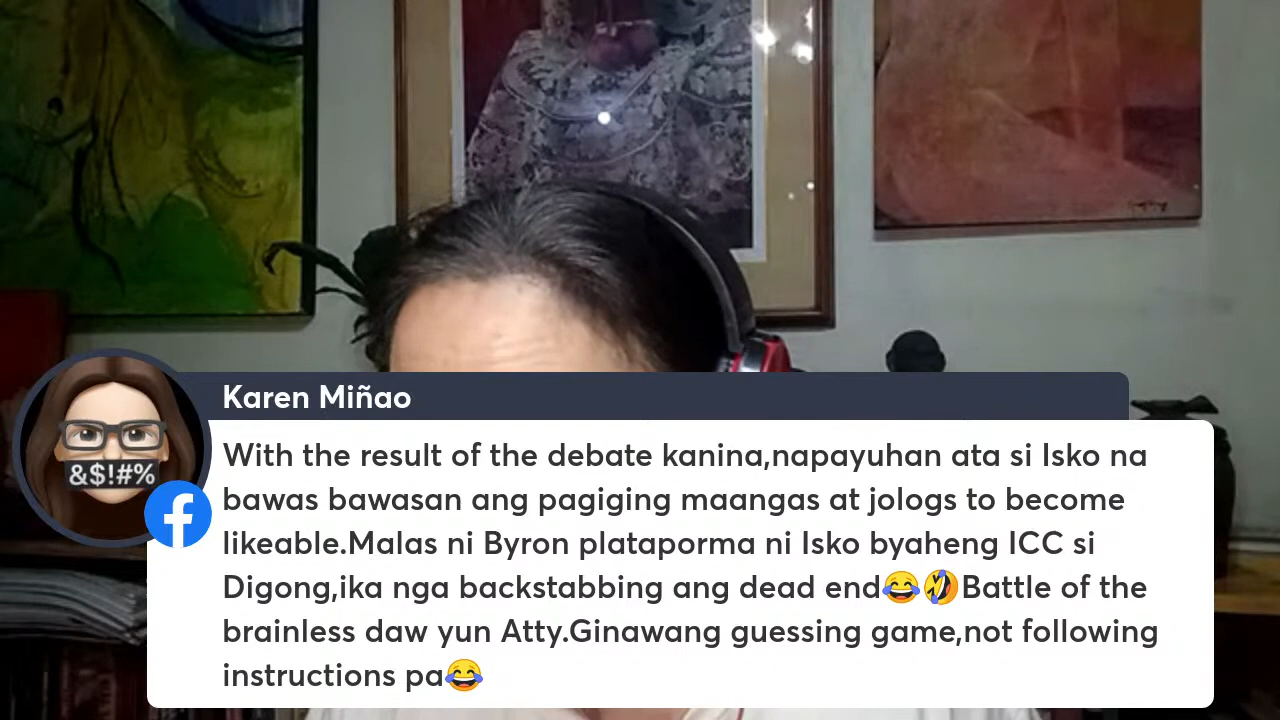 Karen Miñao
With the result of the debate kanina,napayuhan ata si Isko na
bawas bawasan ang pagiging maangas at jologs to become
likeable.Malas ni Byron plataporma ni Isko byaheng ICC si
Digong,ika nga backstabbing ang dead end😂🤣Battle of the
brainless daw yun Atty.Ginawang guessing game,not following
instructions pa😂
&$!#%